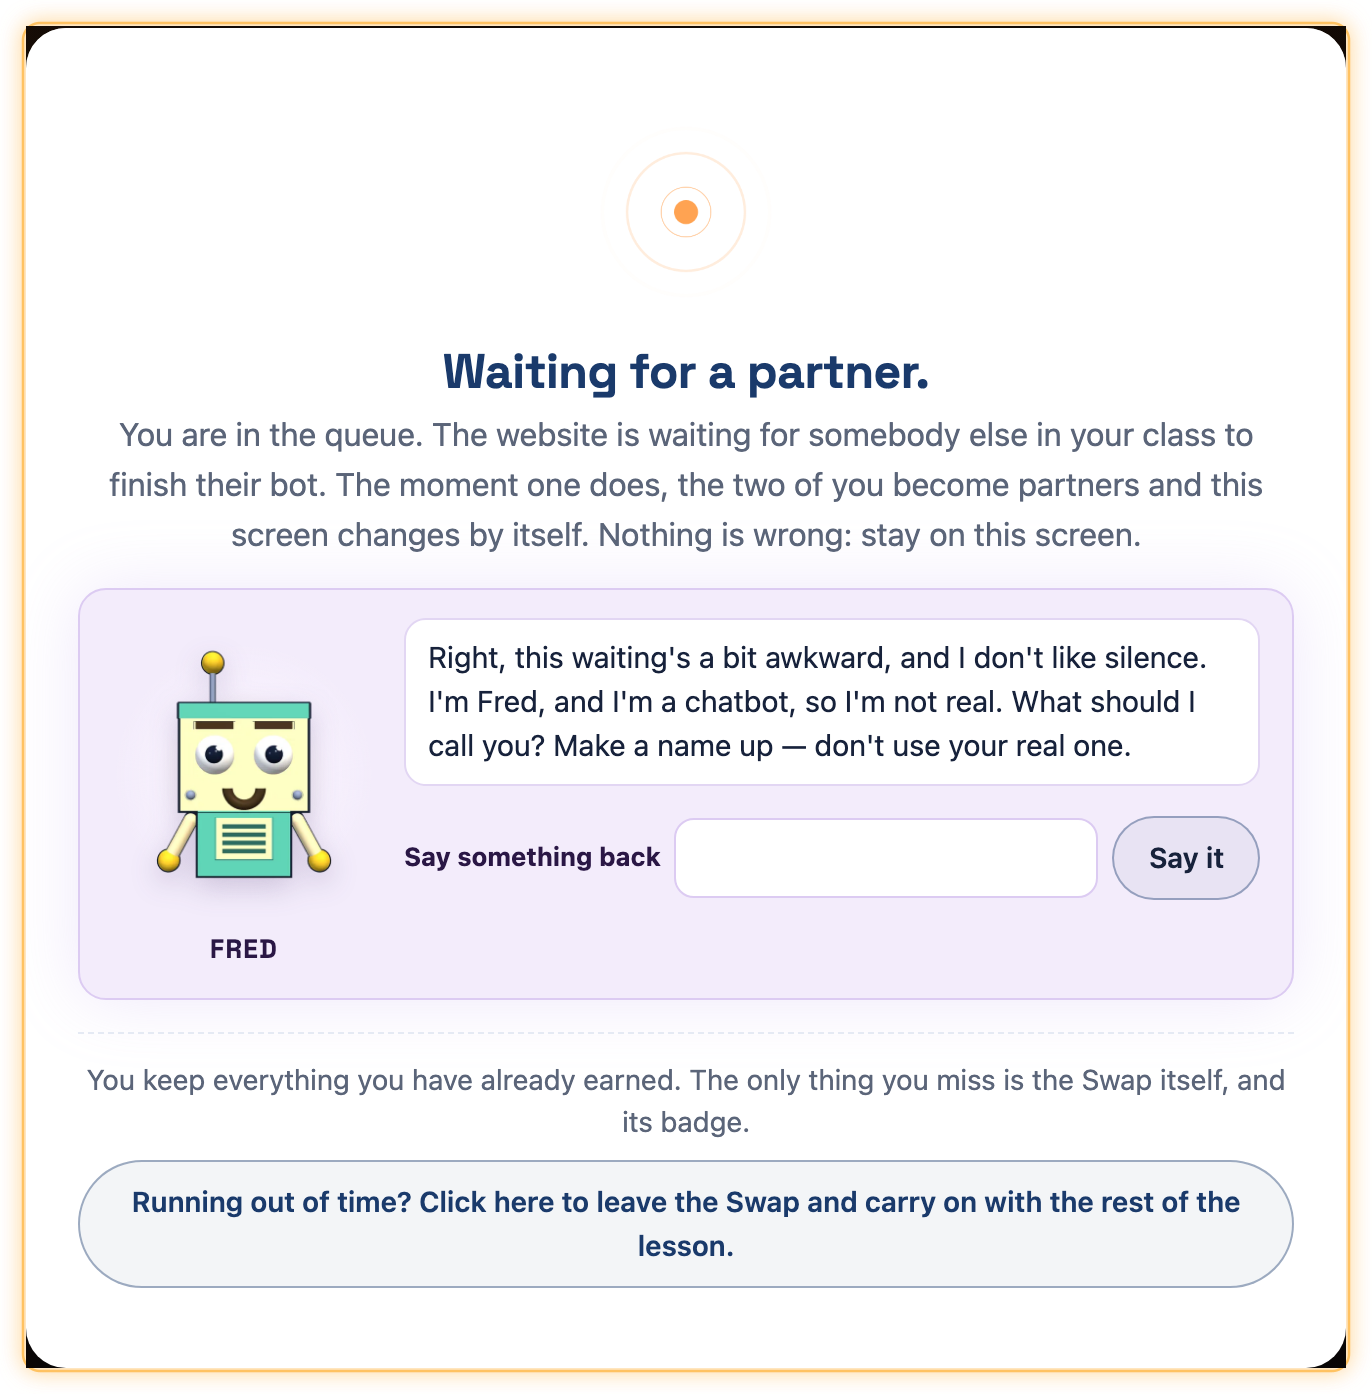 Waiting for a partner.
You are in the queue. The website is waiting for somebody else in your class to
finish their bot. The moment one does, the two of you become partners and this
screen changes by itself. Nothing is wrong: stay on this screen.
Right, this waiting's a bit awkward, and I don't like silence.
I'm Fred, and I'm a chatbot, so I'm not real. What should I
call you? Make a name up — don't use your real one.
Say something back
Say it
FRED
You keep everything you have already earned. The only thing you miss is the Swap itself, and
its badge.
Running out of time? Click here to leave the Swap and carry on with the rest of the
lesson.